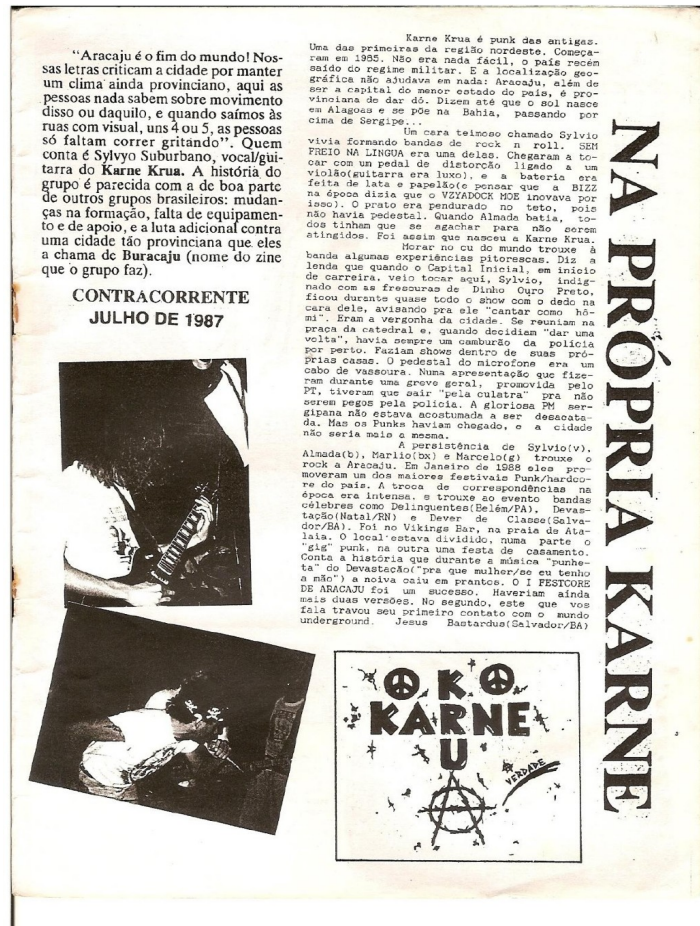 "Aracaju é o fim do mundo! Nos-
sas letras criticam a cidade por manter
um clima ainda provinciano, aqui as
pessoas nada sabem sobre movimento
disso ou daquilo, e quando saímos às
ruas com visual, uns 4 ou 5, as pessoas
só faltam correr gritando". Quem
conta é Sylvyo Suburbano, vocal/gui-
tarra do Karne Krua. A história do
grupo é parecida com a de boa parte
de outros grupos brasileiros: mudan-
ças na formação, falta de equipamen-
to e de apoio, e a luta adicional contra
uma cidade tão provinciana que eles
a chama de Buracaju (nome do zine
que o grupo faz).
CONTRACORRENTE
JULHO DE 1987
Karne Krua é punk das antigas.
Uma das primeiras da região nordeste. Começa-
ram em 1985. Não era nada fácil, o país recém
saído do regime militar. E a localização geo-
gráfica não ajudava em nada: Aracaju, além de
ser a capital do menor estado do país, é pro-
vinciana de dar dó. Dizem até que o sol nasce
em Alagoas e se põe na Bahia, passando por
cima de Sergipe...
Um cara teimoso chamado Sylvio
vivia formando bandas de rock n roll. SEM
FREIO NA LINGUA era uma delas. Chegaram a to-
car com um pedal de distorção ligado a um
violão(guitarra era luxo), e a bateria era
feita de lata e papelão(e pensar que a BIZZ
na época dizia que o VZYADOCK MOE inovava por
isso). O prato era pendurado no teto, pois
não havia pedestal. Quando Almada batia, to-
dos tinham que se agachar para não serem
atingidos. Foi assim que nasceu a Karne Krua.
Morar no cu do mundo trouxe à
banda algumas experiências pitorescas. Diz a
lenda que quando o Capital Inicial, em início
de carreira, veio tocar aqui, Sylvio, indig-
nado com as frescuras de Dinho Ouro Preto,
ficou durante quase todo o show com o dedo na
cara dele, avisando pra ele "cantar como hô-
mi". Eram a vergonha da cidade. Se reuniam na
praça da catedral e, quando decidiam "dar uma
volta", havia sempre um camburão da polícia
por perto. Faziam shows dentro de suas pró-
prias casas. O pedestal do microfone era um
cabo de vassoura. Numa apresentação que fize-
ram durante uma greve geral, promovida pelo
PT, tiveram que sair "pela culatra" pra não
serem pegos pela polícia. A gloriosa PM ser-
gipana não estava acostumada a ser desacata-
da. Mas os Punks haviam chegado, e a cidade
não seria mais a mesma.
A persistência de Sylvio(v),
Almada(b), Marlio(bx) e Marcelo(g) trouxe o
rock a Aracaju. Em Janeiro de 1988 eles pro-
moveram um dos maiores festivais Punk/hardco-
re do país. A troca de correspondências na
época era intensa, e trouxe ao evento bandas
célebres como Delinquentes(Belém/PA), Devas-
tação(Natal/RN) e Dever de Classe(Salva-
dor/BA). Foi no Vikings Bar, na praia de Ata-
laia. O local estava dividido, numa parte o
"gig" punk, na outra uma festa de casamento.
Conta a história que durante a música "punhe-
ta" do Devastação("pra que mulher/se eu tenho
a mão") a noiva caiu em prantos. O I FESTCORE
DE ARACAJU foi um sucesso. Haveriam ainda
mais duas versões. No segundo, este que vos
fala travou seu primeiro contato com o mundo
underground. Jesus Bastardus(Salvador/BA)
NA PRÓPRIA KARNE
KARNE
KRUA
VERDADE